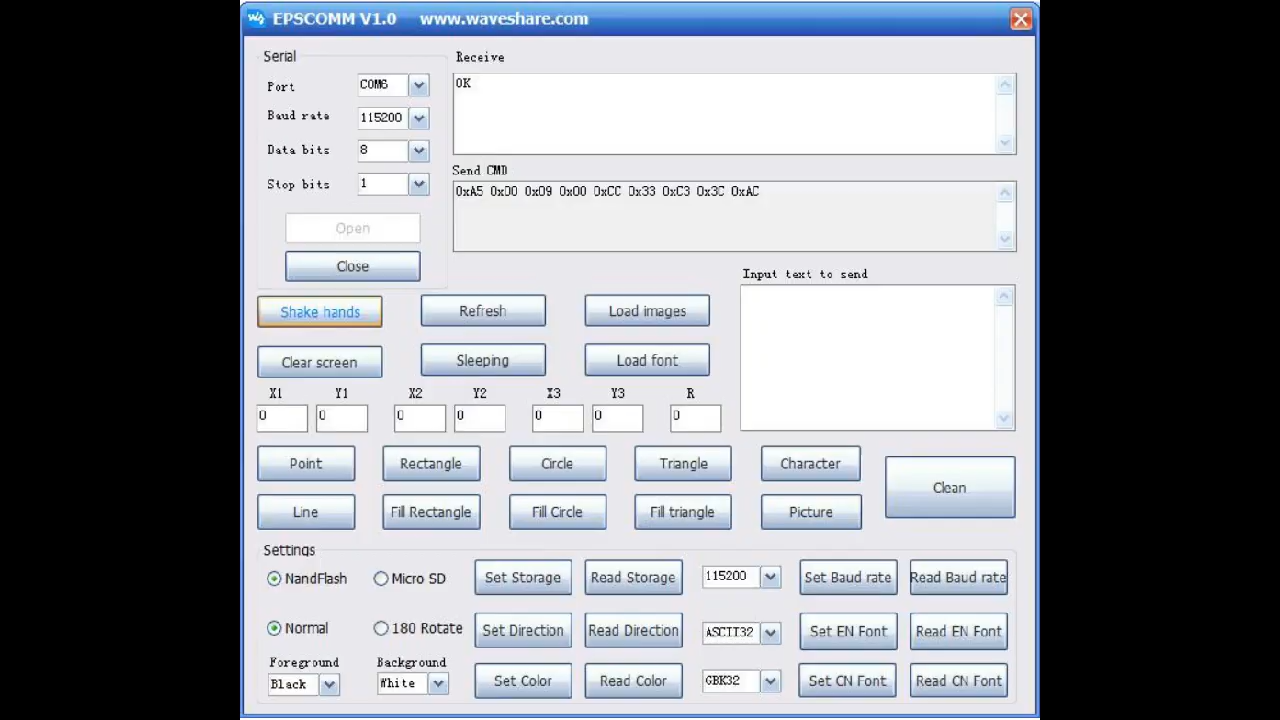 EPSCOMM V1.0 www.waveshare.com
Serial
Receive
Port COM6
OK
Baud rate 115200
Data bits 8
Stop bits 1
Send CMD
0xA5 0x00 0x09 0x00 0xCC 0x33 0xC3 0x3C 0xAC
Open
Close
Input text to send
Shake hands Refresh Load images
Clear screen Sleeping Load font
X1 Y1 X2 Y2 X3 Y3 R
0 0 0 0 0 0 0
Point Rectangle Circle Trangle Character
Clean
Line Fill Rectangle Fill Circle Fill triangle Picture
Settings
NandFlash Micro SD Set Storage Read Storage 115200 Set Baud rate Read Baud rate
Normal 180 Rotate Set Direction Read Direction ASCII32 Set EN Font Read EN Font
Foreground Background
Black White Set Color Read Color GBK32 Set CN Font Read CN Font